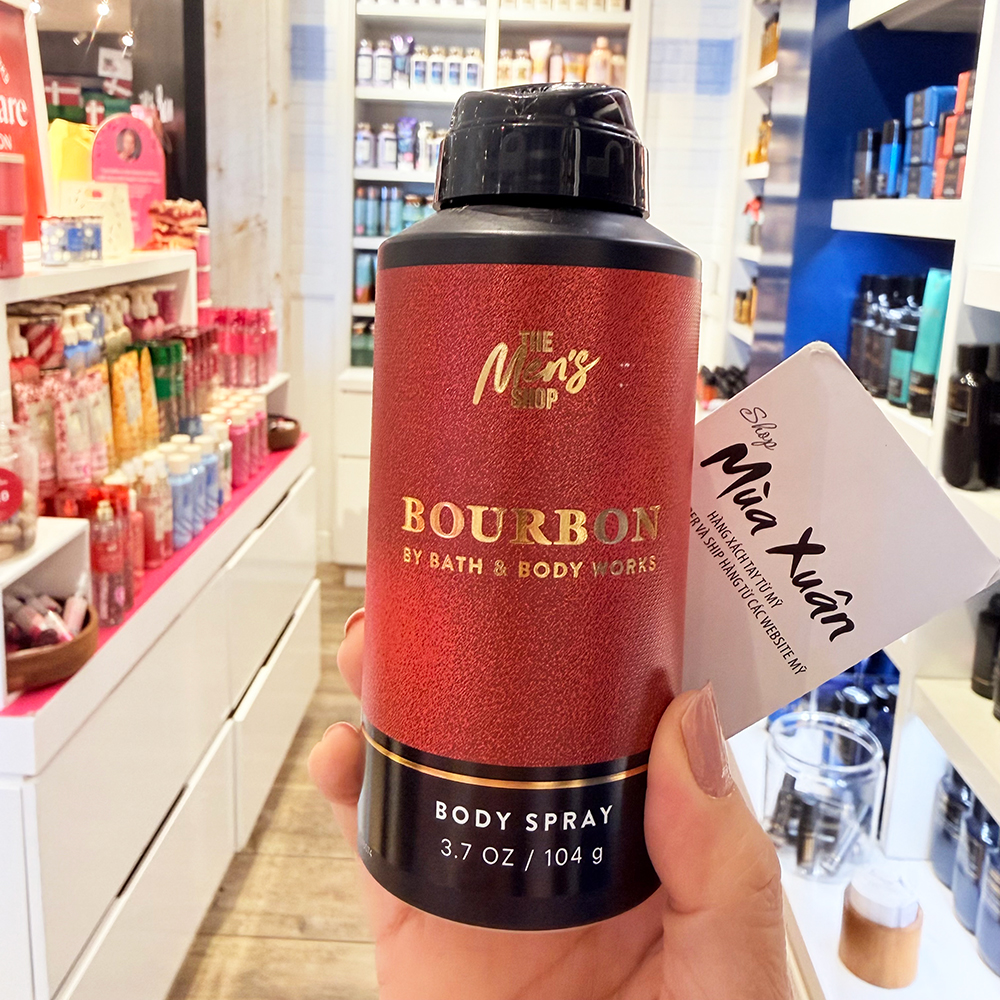 THE
Men's
SHOP
BOURBON
BY BATH & BODY WORKS
BODY SPRAY
3.7 OZ / 104 g
Shop
Mùa Xuân
HÀNG XÁCH TAY TỪ MỸ
VÀ SHIP HÀNG TỪ CÁC WEBSITE MỸ